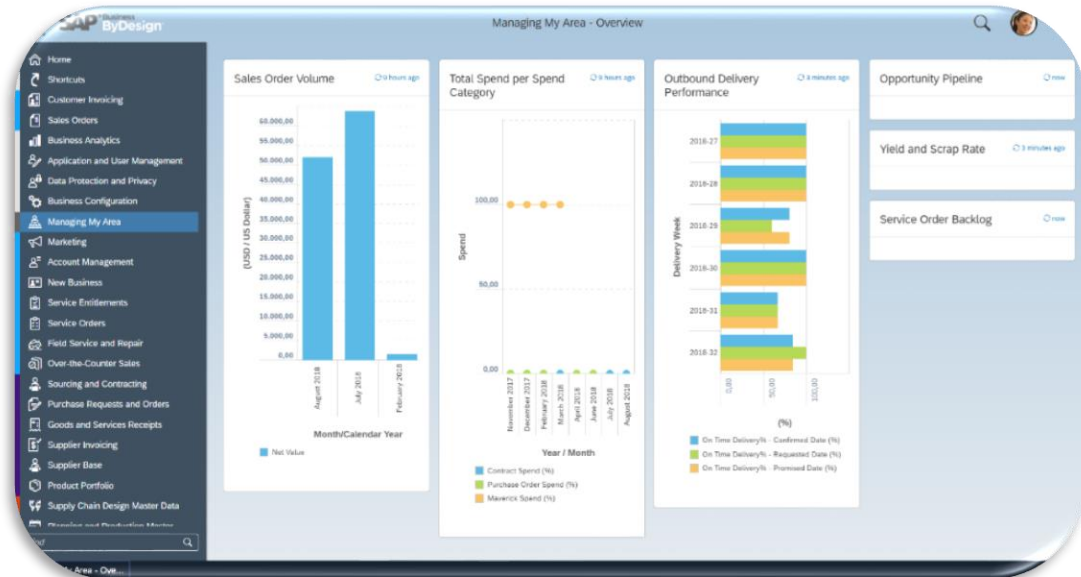 SAP Business
ByDesign
Managing My Area - Overview
Home
Shortcuts
Customer Invoicing
Sales Orders
Business Analytics
Application and User Management
Data Protection and Privacy
Business Configuration
Managing My Area
Marketing
Account Management
New Business
Service Entitlements
Service Orders
Field Service and Repair
Over-the-Counter Sales
Sourcing and Contracting
Purchase Requests and Orders
Goods and Services Receipts
Supplier Invoicing
Supplier Base
Product Portfolio
Supply Chain Design Master Data
Planning and Production Master
My Area - Ove...
Sales Order Volume
9 hours ago
60.000,00
55.000,00
50.000,00
45.000,00
40.000,00
35.000,00
30.000,00
25.000,00
20.000,00
15.000,00
10.000,00
5.000,00
0,00
(USD / US Dollar)
August 2018
July 2018
February 2018
Month/Calendar Year
Net Value
Total Spend per Spend
Category
9 hours ago
100,00
50,00
0,00
Spend
November 2017
December 2017
February 2018
March 2018
April 2018
June 2018
July 2018
August 2018
Year / Month
Contract Spend (%)
Purchase Order Spend (%)
Maverick Spend (%)
Outbound Delivery
Performance
3 minutes ago
2018-27
2018-28
2018-29
2018-30
2018-31
2018-32
Delivery Week
0,00
50,00
100,00
(%)
On Time Delivery% - Confirmed Date (%)
On Time Delivery% - Requested Date (%)
On Time Delivery% - Promised Date (%)
Opportunity Pipeline
now
Yield and Scrap Rate
3 minutes ago
Service Order Backlog
now